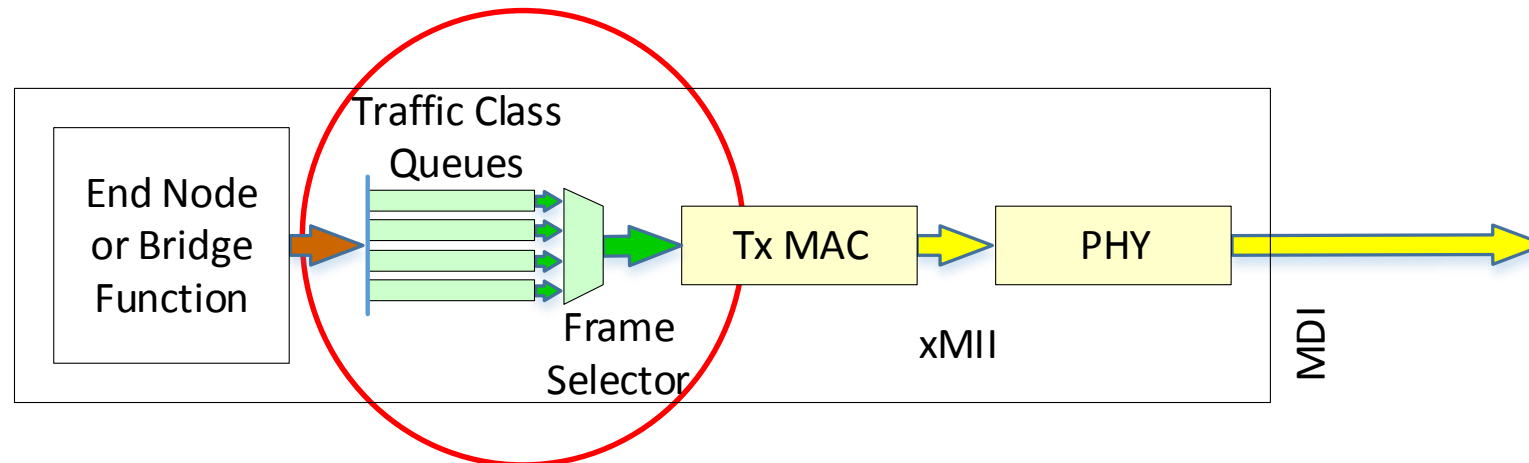 Traffic Class
Queues
End Node
or Bridge
Function
Tx MAC
PHY
Frame
Selector
xMII
MDI